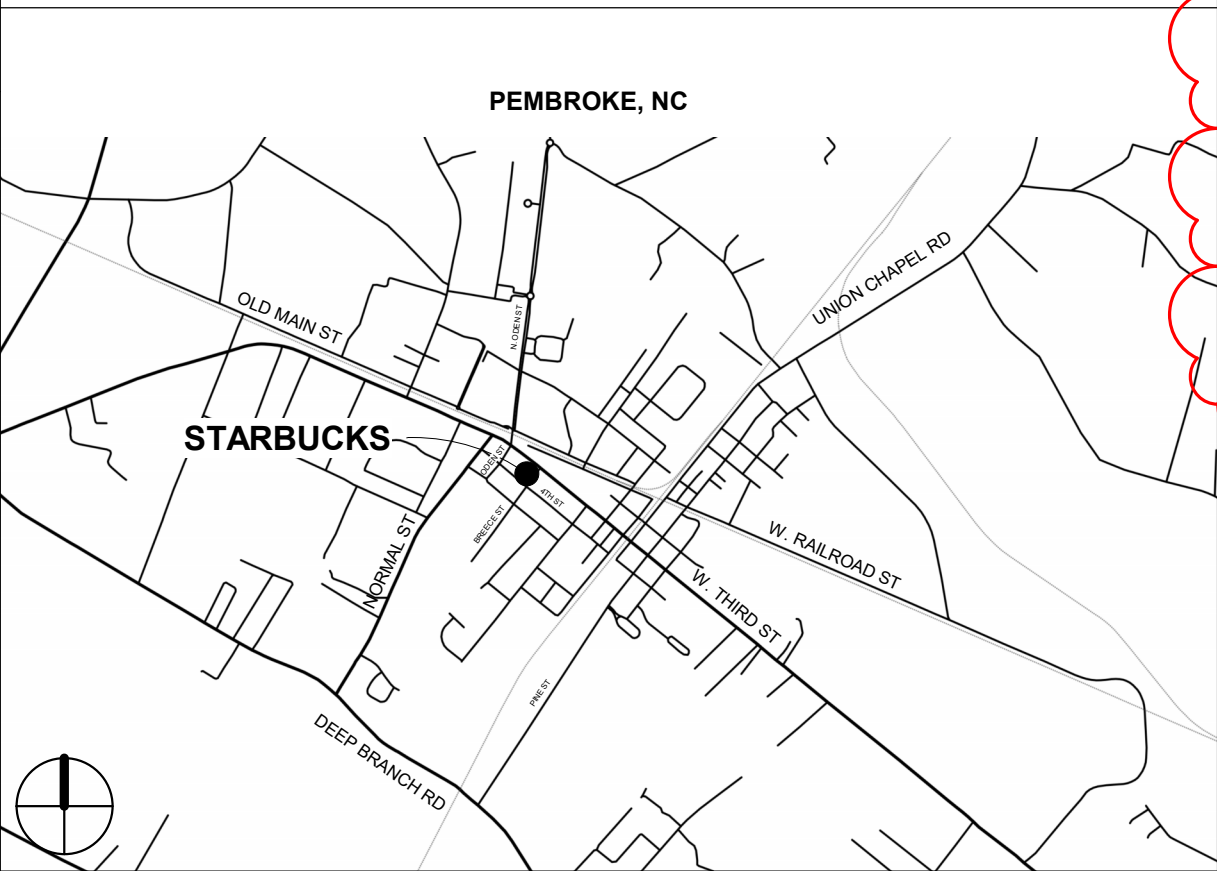 PEMBROKE, NC
UNION CHAPEL RD
OLD MAIN ST
N. ODEN ST
STARBUCKS
ODEN ST
4TH ST
BREECE ST
NORMAL ST
W. RAILROAD ST
W. THIRD ST
PINE ST
DEEP BRANCH RD